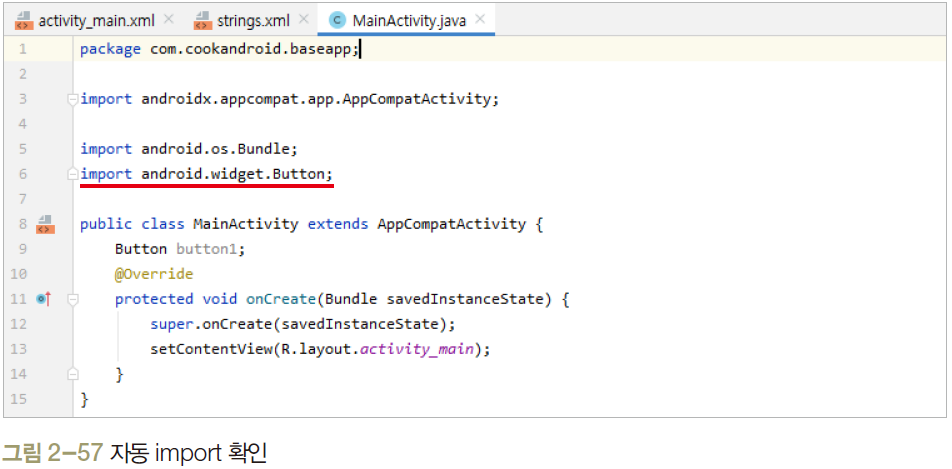 activity_main.xml × strings.xml × MainActivity.java ×
1 package com.cookandroid.baseapp;
2
3 import androidx.appcompat.app.AppCompatActivity;
4
5 import android.os.Bundle;
6 import android.widget.Button;
7
8 public class MainActivity extends AppCompatActivity {
9 Button button1;
10 @Override
11 protected void onCreate(Bundle savedInstanceState) {
12 super.onCreate(savedInstanceState);
13 setContentView(R.layout.activity_main);
14 }
15 }
그림 2-57 자동 import 확인